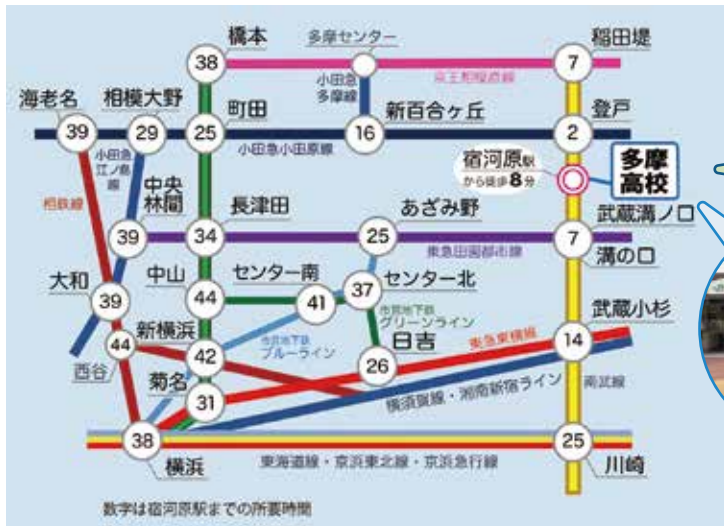 橋本
38
多摩センター
京王相模原線
稲田堤
7
小田急
多摩線
海老名
39
相模大野
29
町田
25
新百合ヶ丘
16
登戸
2
小田急小田原線
小田急
江ノ島
線
宿河原駅
から徒歩8分
多摩
高校
相鉄線
中央
林間
39
長津田
34
あざみ野
25
東急田園都市線
武蔵溝ノ口
7
溝の口
大和
39
中山
44
センター南
41
センター北
37
市営地下鉄
グリーンライン
市営地下鉄
ブルーライン
日吉
26
東急東横線
武蔵小杉
14
新横浜
42
44
西谷
菊名
31
横須賀線・湘南新宿ライン
南武線
38
横浜
東海道線・京浜東北線・京浜急行線
25
川崎
数字は宿河原駅までの所要時間